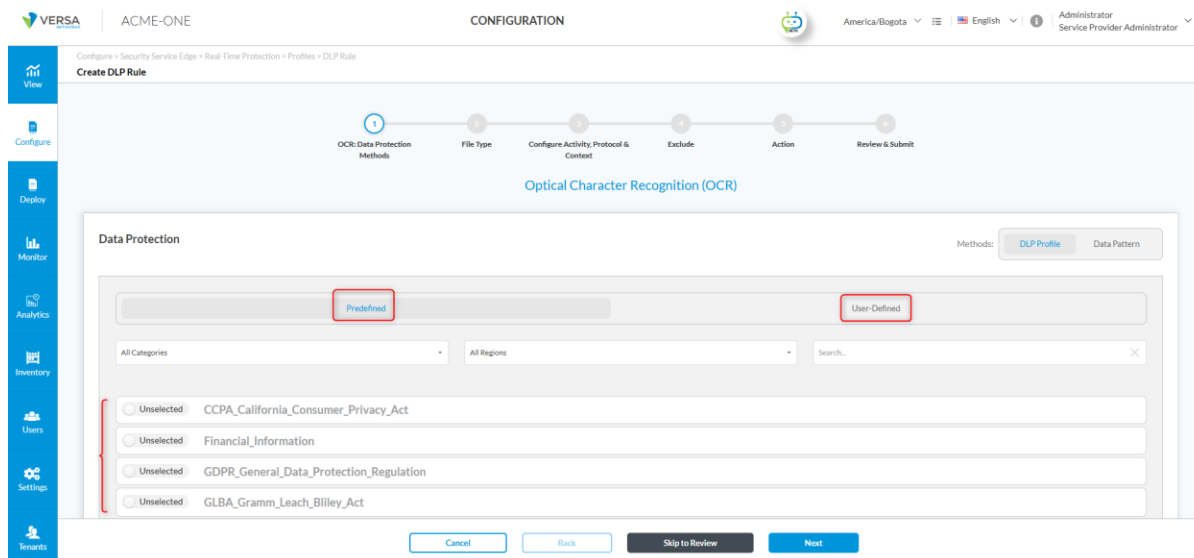 VERSA
NETWORKS
ACME-ONE
CONFIGURATION
America/Bogota
English
Administrator
Service Provider Administrator
View
Configure
Deploy
Monitor
Analytics
Inventory
Users
Settings
Tenants
Configure > Security Service Edge > Real-Time Protection > Profiles > DLP Rule
Create DLP Rule
1
2
3
4
5
6
OCR: Data Protection
Methods
File Type
Configure Activity, Protocol &
Context
Exclude
Action
Review & Submit
Optical Character Recognition (OCR)
Data Protection
Methods:
DLP Profile
Data Pattern
Predefined
User-Defined
All Categories
All Regions
Search..
Unselected CCPA_California_Consumer_Privacy_Act
Unselected Financial_Information
Unselected GDPR_General_Data_Protection_Regulation
Unselected GLBA_Gramm_Leach_Bliley_Act
Cancel
Back
Skip to Review
Next